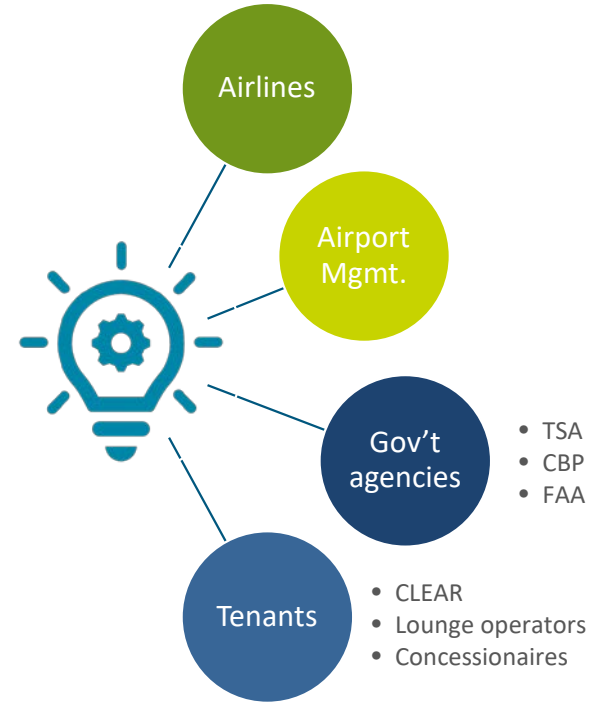 Airlines
Airport
Mgmt.
Gov't
agencies
• TSA
• CBP
• FAA
Tenants
• CLEAR
• Lounge operators
• Concessionaires